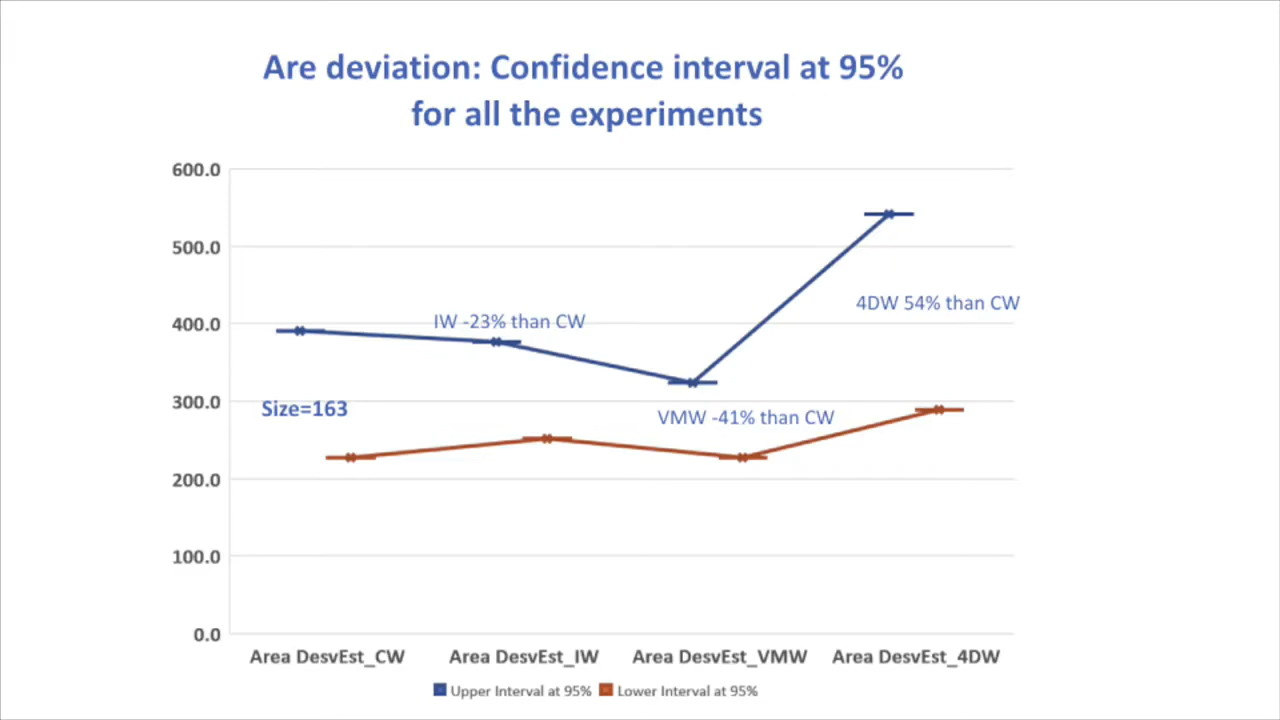 Are deviation: Confidence interval at 95%
for all the experiments
600.0
500.0
400.0
300.0
200.0
100.0
0.0
4DW 54% than CW
IW -23% than CW
Size=163
VMW -41% than CW
Area DesvEst_CW
Area DesvEst_IW
Area DesvEst_VMW
Area DesvEst_4DW
Upper Interval at 95%
Lower Interval at 95%